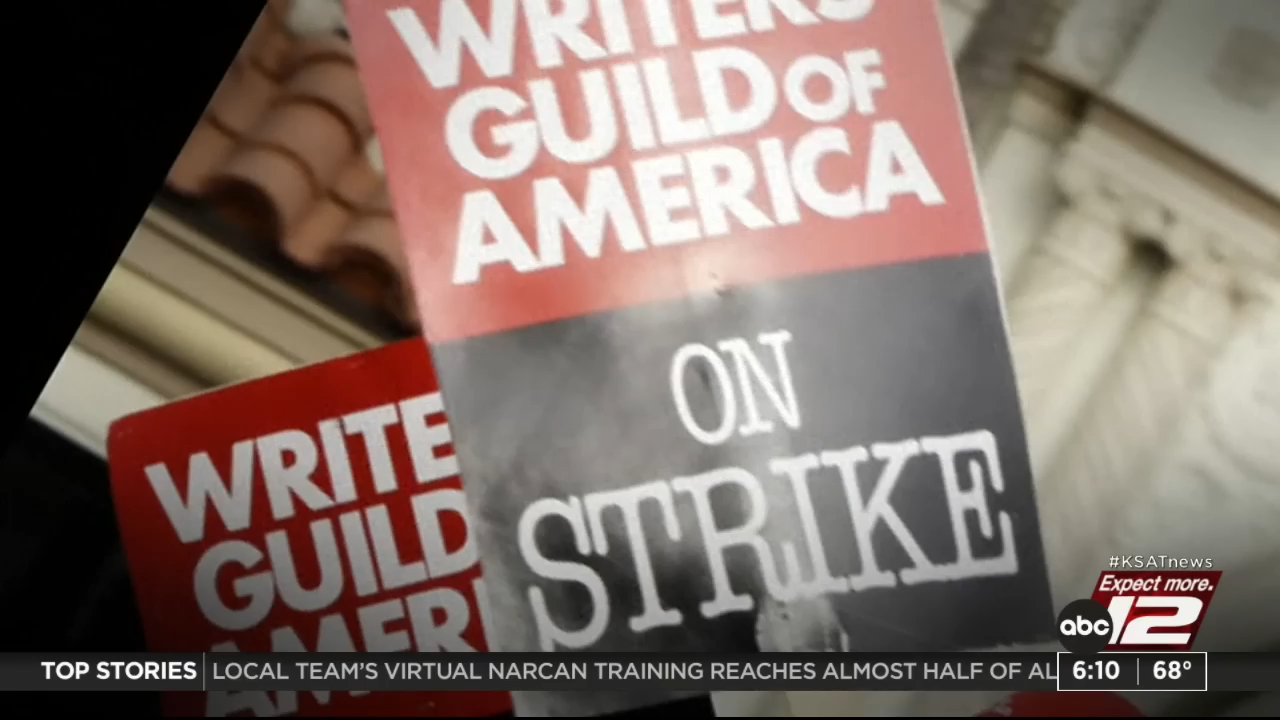 WRITERS
GUILD OF
AMERICA
ON
STRIKE
WRITE
GUILD
AMERI
#KSATnews
Expect more.
abc 12
TOP STORIES LOCAL TEAM'S VIRTUAL NARCAN TRAINING REACHES ALMOST HALF OF AL
6:10 68°